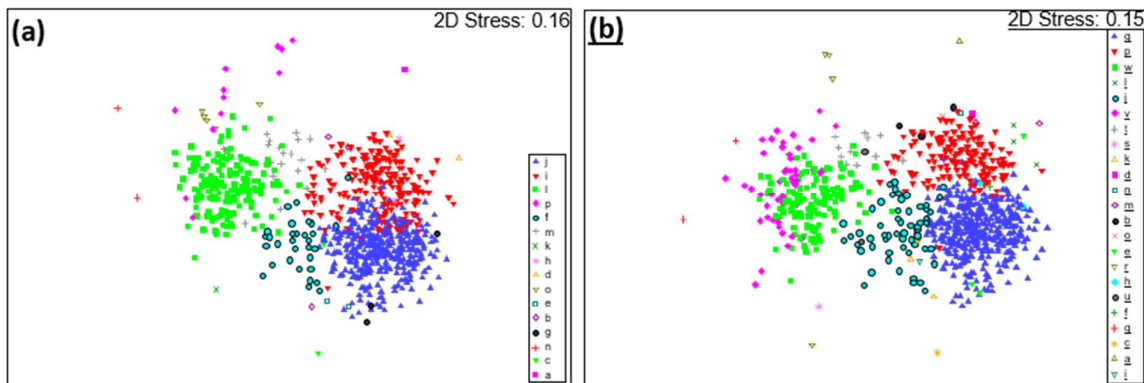 (a)
2D Stress: 0.16
j
i
l
p
f
m
k
h
d
o
e
b
g
n
c
a
(b)
2D Stress: 0.15
q
p
w
l
j
v
t
s
k
d
n
m
b
o
e
r
h
u
f
g
c
a
i